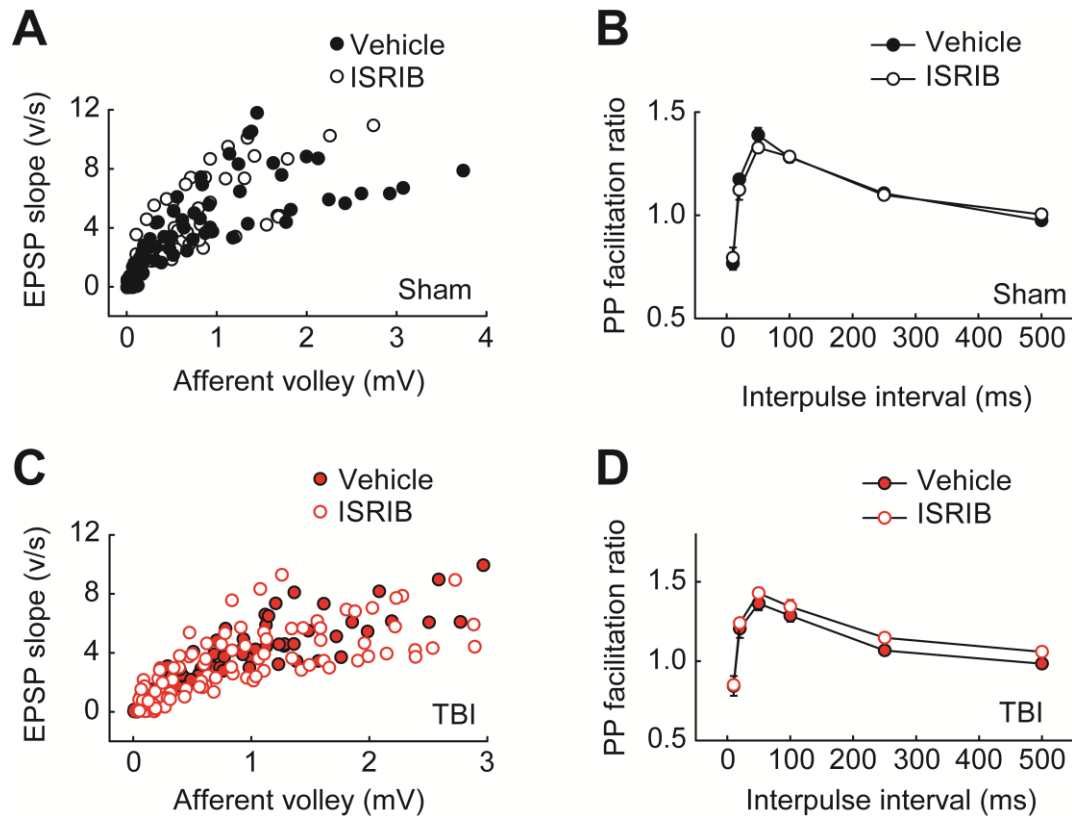 A
Vehicle
ISRIB
EPSP slope (v/s)
12
8
4
0
Sham
0 1 2 3 4
Afferent volley (mV)
B
Vehicle
ISRIB
PP facilitation ratio
1.5
1.0
0.5
Sham
0 100 200 300 400 500
Interpulse interval (ms)
C
Vehicle
ISRIB
EPSP slope (v/s)
12
8
4
0
TBI
0 1 2 3
Afferent volley (mV)
D
Vehicle
ISRIB
PP facilitation ratio
1.5
1.0
0.5
TBI
0 100 200 300 400 500
Interpulse interval (ms)